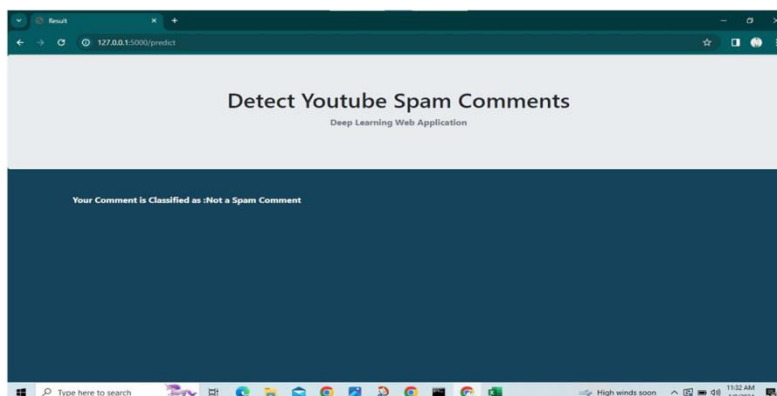 Result
127.0.0.1:5000/predict
Detect Youtube Spam Comments
Deep Learning Web Application
Your Comment is Classified as :Not a Spam Comment
Type here to search
High winds soon
11:32 AM